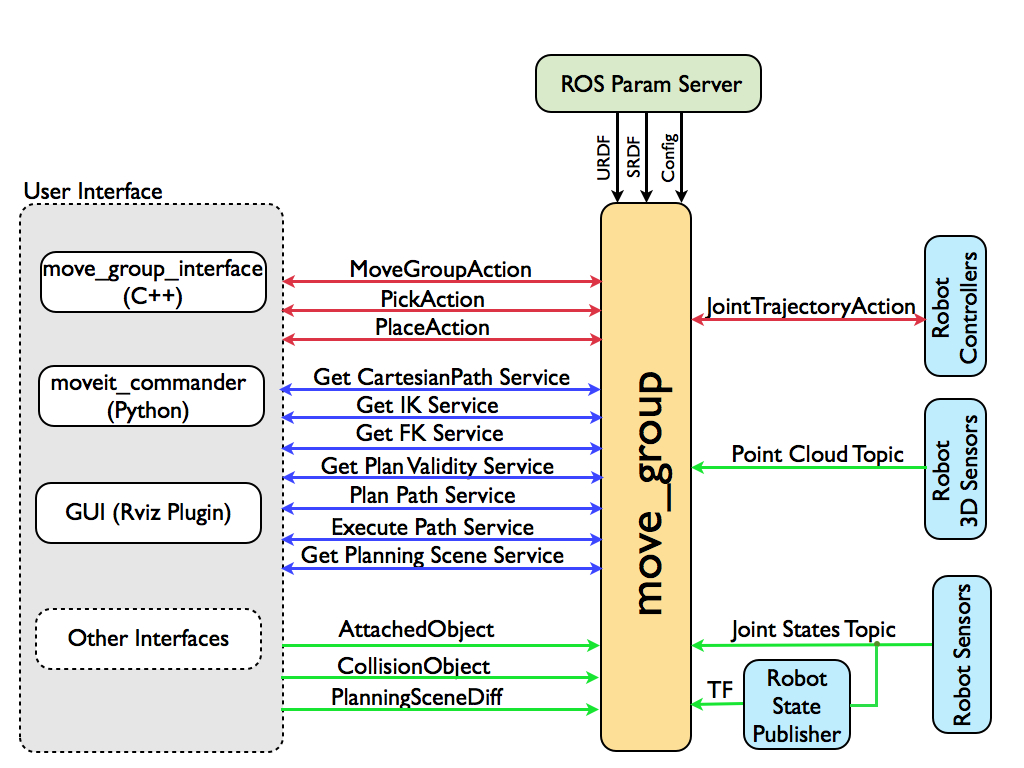 ROS Param Server
URDF
SRDF
Config
User Interface
move_group_interface
(C++)
moveit_commander
(Python)
GUI (Rviz Plugin)
Other Interfaces
MoveGroupAction
PickAction
PlaceAction
Get CartesianPath Service
Get IK Service
Get FK Service
Get Plan Validity Service
Plan Path Service
Execute Path Service
Get Planning Scene Service
AttachedObject
CollisionObject
PlanningSceneDiff
move_group
JointTrajectoryAction
Robot
Controllers
Point Cloud Topic
Robot
3D Sensors
Joint States Topic
TF
Robot
State
Publisher
Robot Sensors